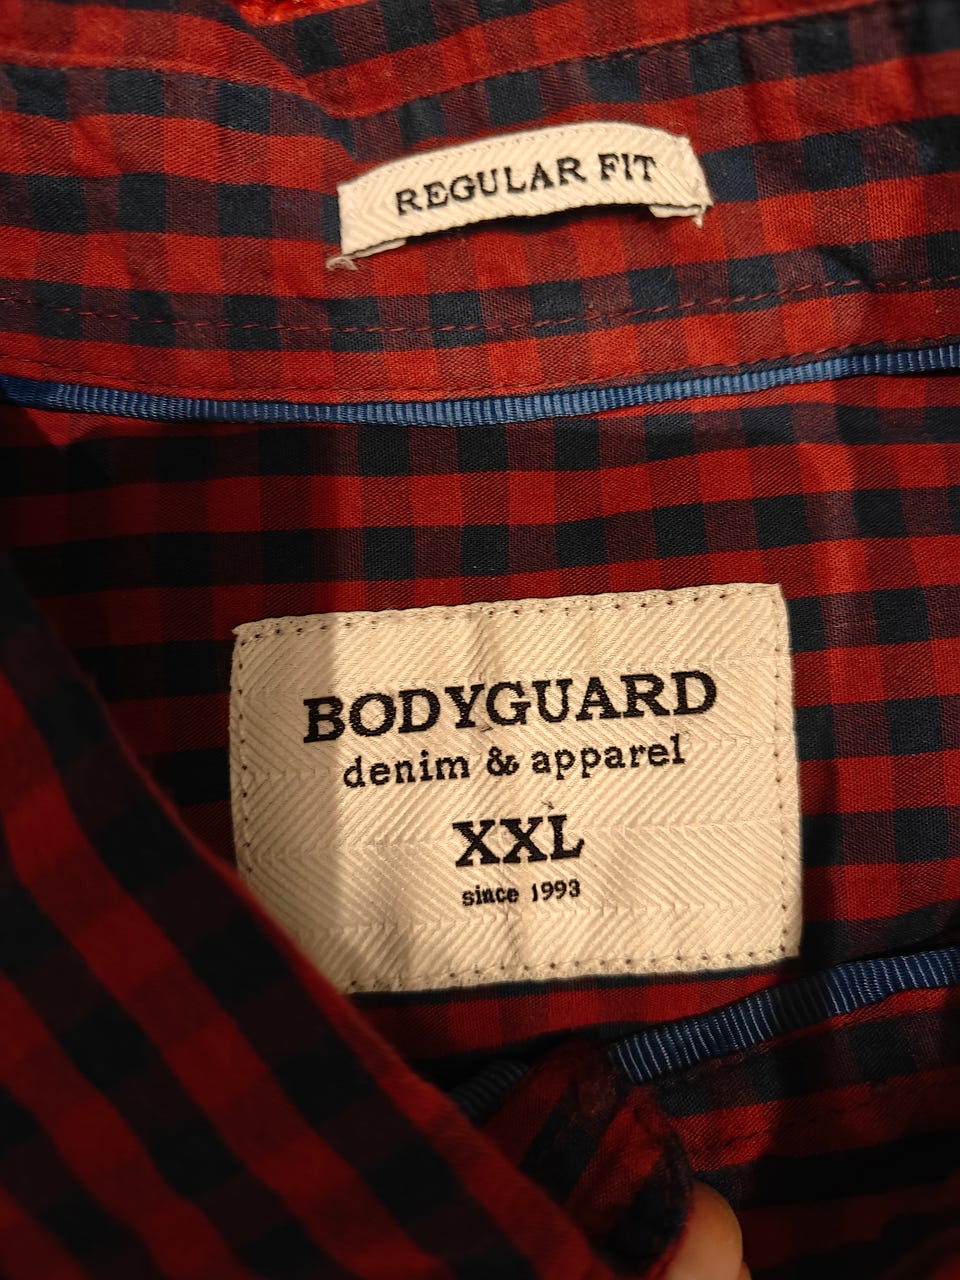 REGULAR FIT
BODYGUARD
denim & apparel
XXL
since 1993